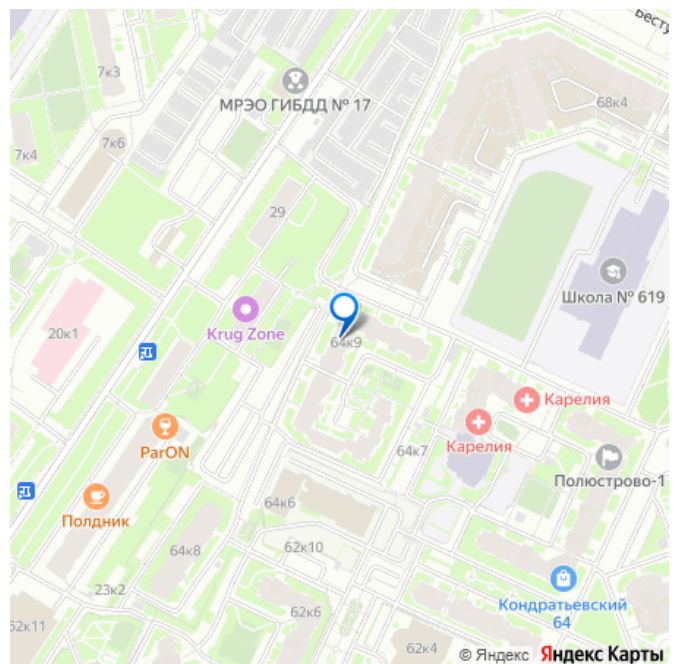 Бесту
7к3
МРЭО ГИБДД № 17
68к4
7к6
7к4
29
Школа № 619
Krug Zone
20к1
64к9
Карелия
ParON
Карелия
64к7
Полюстрово-1
Полдник
64к6
64к8
62к10
23к2
Кондратьевский
64
62к6
62к11
62к4
© Яндекс Яндекс Карты